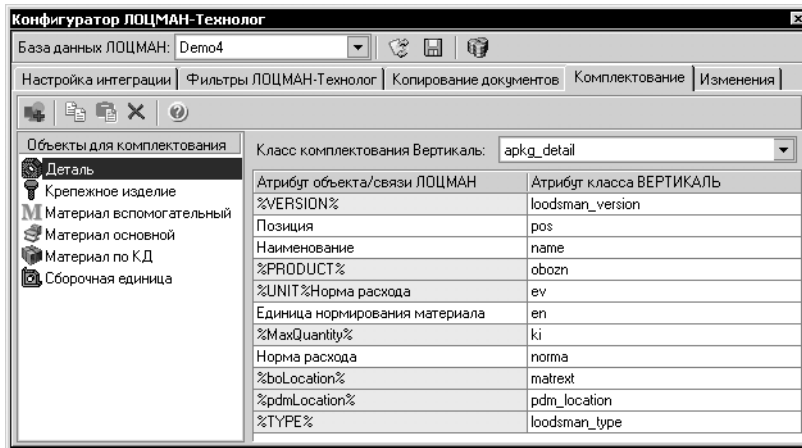 Конфигуратор ЛОЦМАН-Технолог
База данных ЛОЦМАН: Demo4
Настройка интеграции Фильтры ЛОЦМАН-Технолог Копирование документов Комплектование Изменения
Объекты для комплектования
Деталь
Крепежное изделие
Материал вспомогательный
Материал основной
Материал по КД
Сборочная единица
Класс комплектования Вертикаль: apkg_detail
Атрибут объекта/связи ЛОЦМАН Атрибут класса ВЕРТИКАЛЬ
%VERSION% loodsman_version
Позиция pos
Наименование name
%PRODUCT% obozn
%UNIT%Норма расхода ev
Единица нормирования материала en
%MaxQuantity% ki
Норма расхода norma
%boLocation% matrext
%pdmLocation% pdm_location
%TYPE% loodsman_type